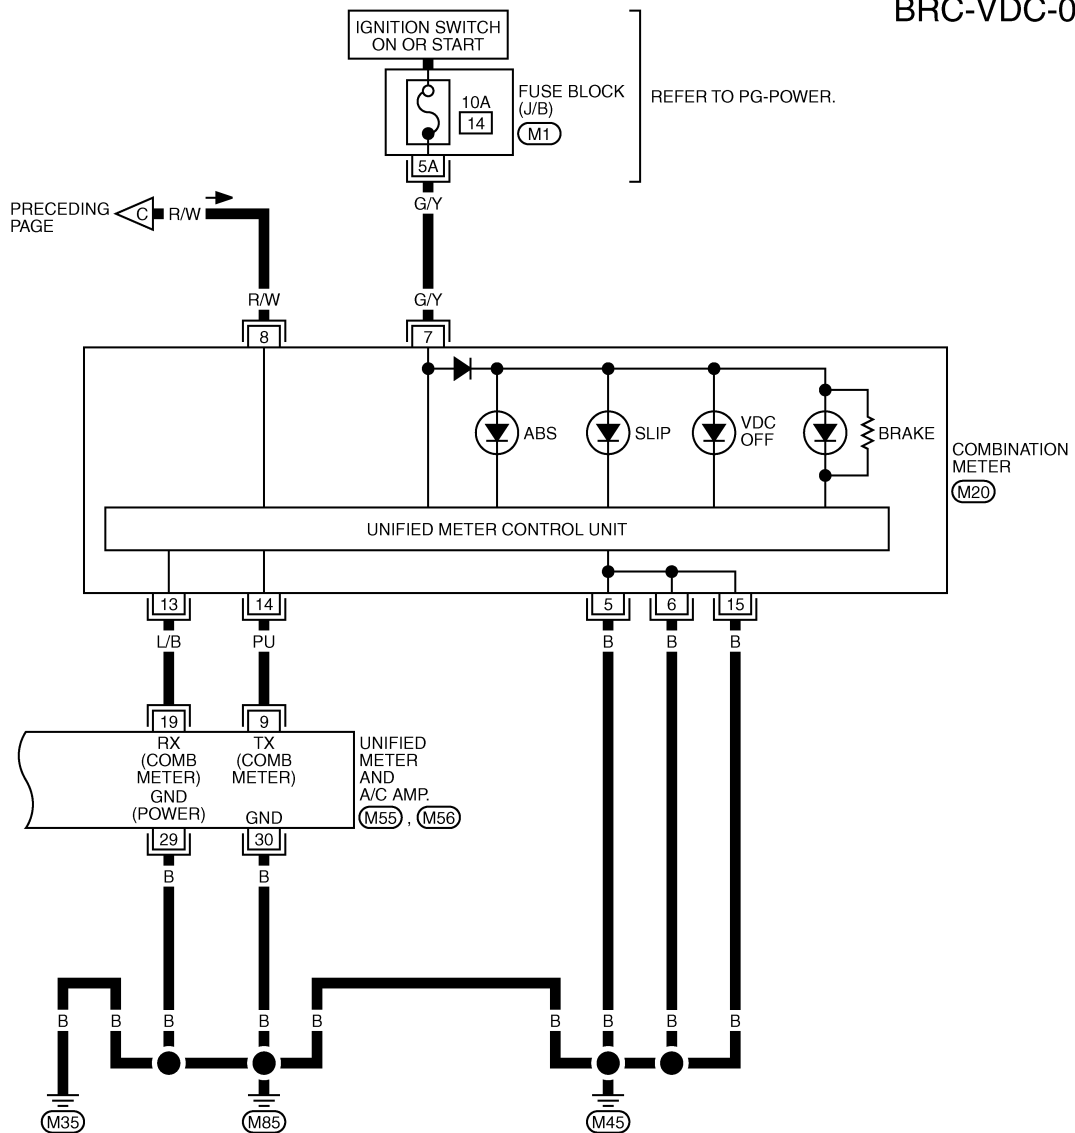 BRC-VDC-0
IGNITION SWITCH
ON OR START
10A
14
FUSE BLOCK
(J/B)
M1
REFER TO PG-POWER.
5A
G/Y
PRECEDING
PAGE
C
R/W
R/W
G/Y
8
7
ABS
SLIP
VDC
OFF
BRAKE
COMBINATION
METER
M20
UNIFIED METER CONTROL UNIT
13
14
5
6
15
L/B
PU
B
B
B
19
9
RX
(COMB
METER)
TX
(COMB
METER)
GND
(POWER)
GND
UNIFIED
METER
AND
A/C AMP.
M55 , M56
29
30
B
B
B
B
B
B
B
B
B
B
B
M35
M85
M45